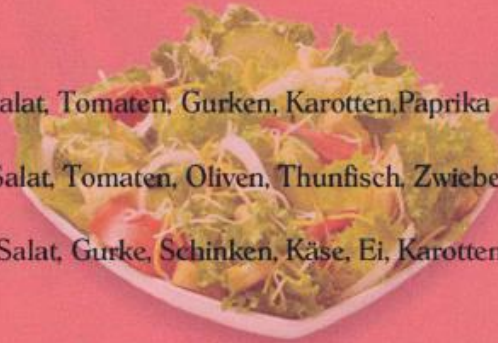 alat, Tomaten, Gurken, Karotten,Paprika
Salat, Tomaten, Oliven, Thunfisch, Zwiebe
Salat, Gurke, Schinken, Käse, Ei, Karotten